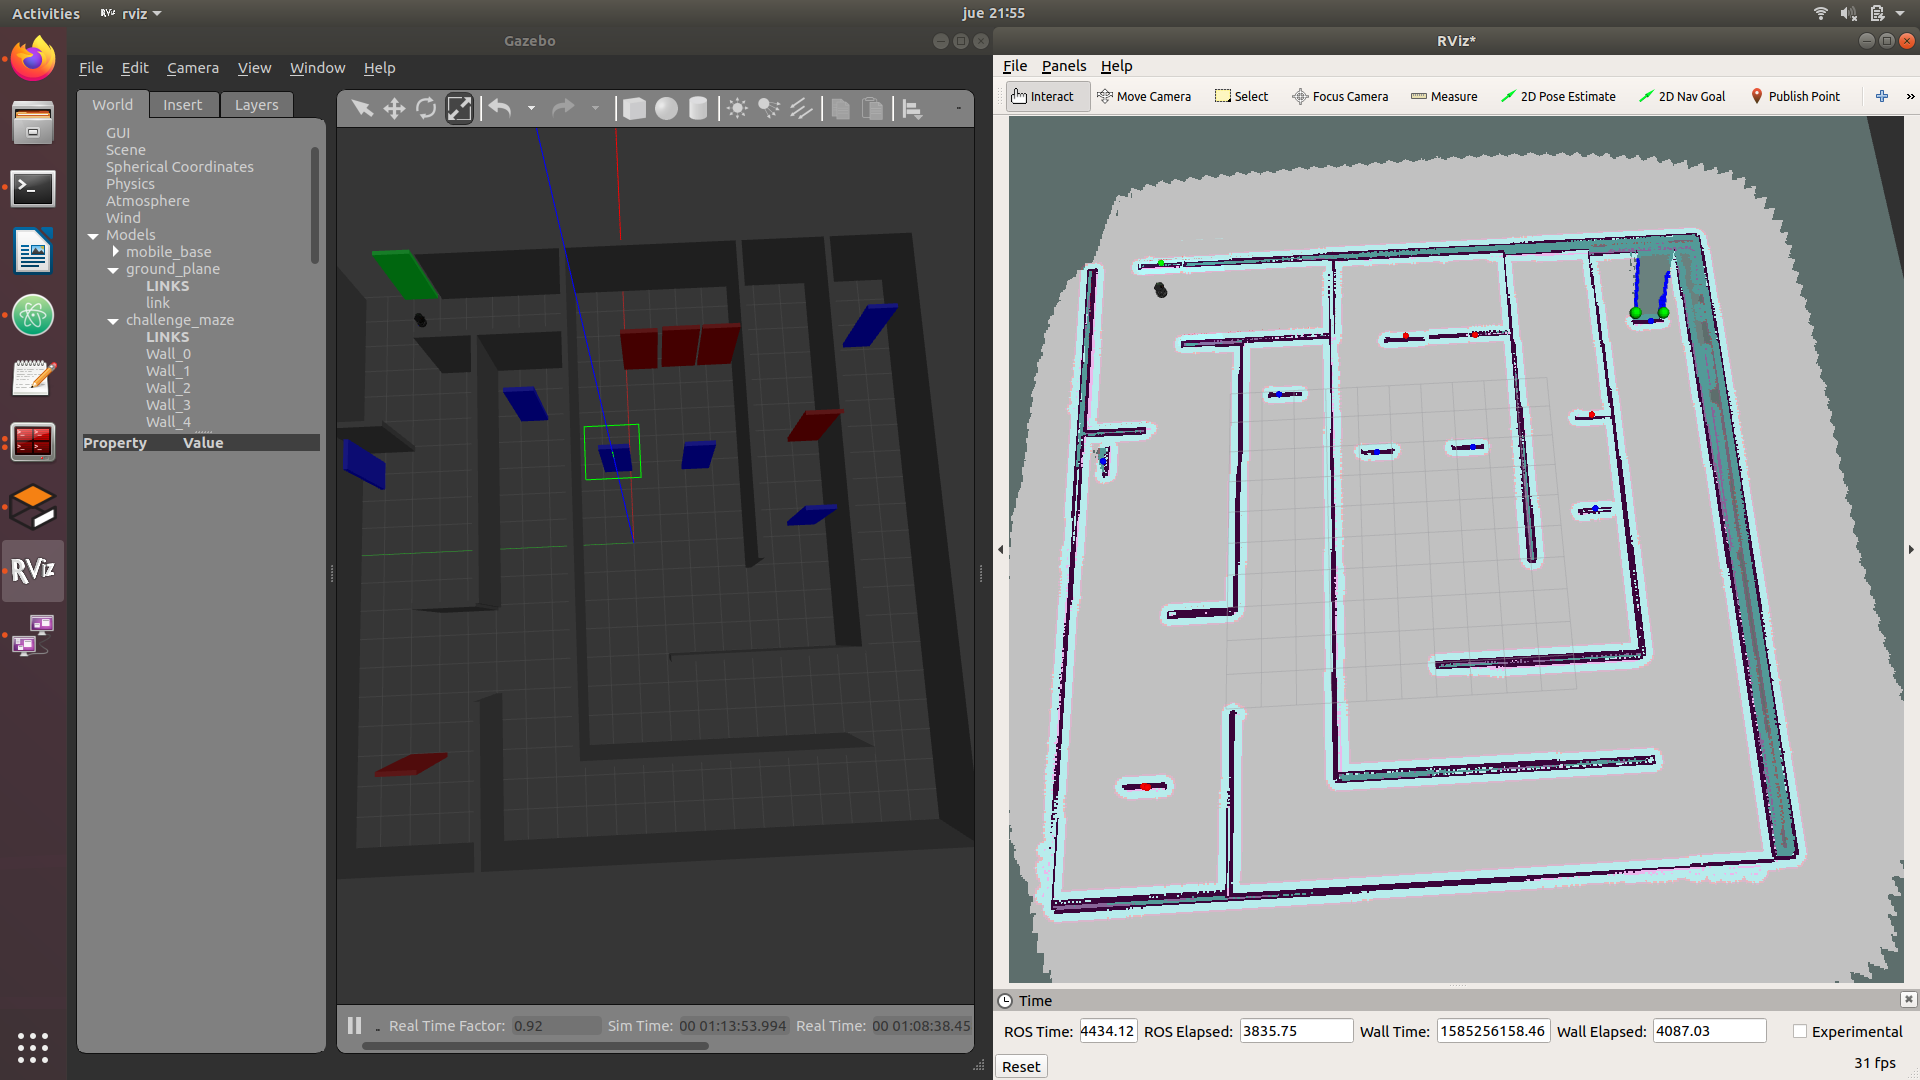 Activities
RViz rviz
jue 21:55
Gazebo
File Edit Camera View Window Help
World Insert Layers
GUI
Scene
Spherical Coordinates
Physics
Atmosphere
Wind
Models
mobile_base
ground_plane
LINKS
link
challenge_maze
LINKS
Wall_0
Wall_1
Wall_2
Wall_3
Wall_4
Property Value
RViz
Real Time Factor: 0.92 Sim Time: 00 01:13:53.994 Real Time: 00 01:08:38.45
RViz*
File Panels Help
Interact Move Camera Select Focus Camera Measure 2D Pose Estimate 2D Nav Goal Publish Point
Time
ROS Time: 4434.12 ROS Elapsed: 3835.75 Wall Time: 1585256158.46 Wall Elapsed: 4087.03 Experimental
Reset
31 fps